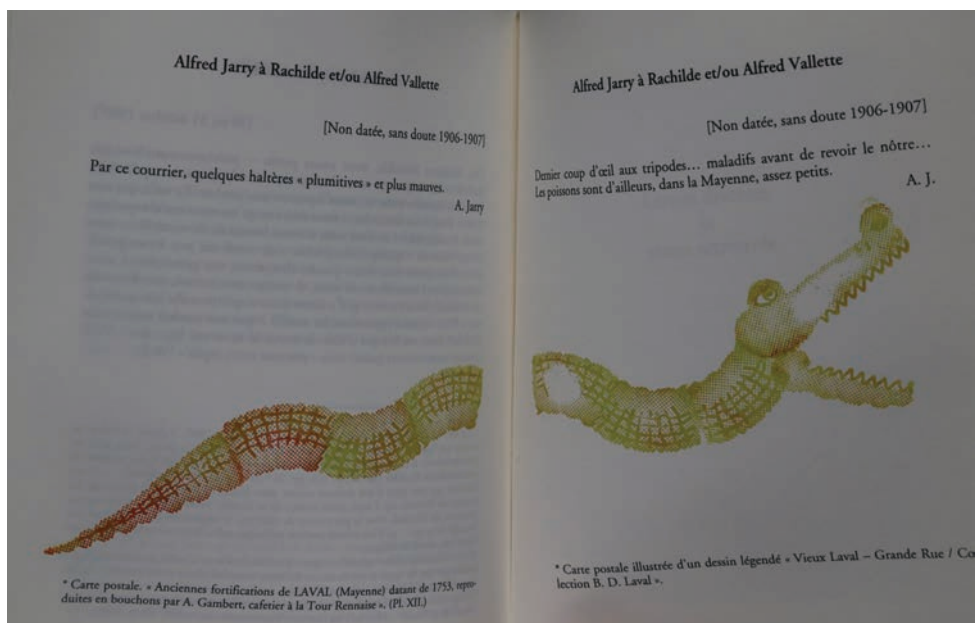 Alfred Jarry à Rachilde et/ou Alfred Vallette
[Non datée, sans doute 1906-1907]
Par ce courrier, quelques haltères « plumitives » et plus mauves.
A. Jarry
* Carte postale. « Anciennes fortifications de LAVAL (Mayenne) datant de 1753, repro-
duites en bouchons par A. Gambert, cafetier à la Tour Rennaise ». (Pl. XII.)
Alfred Jarry à Rachilde et/ou Alfred Vallette
[Non datée, sans doute 1906-1907]
Dernier coup d'œil aux tripodes... maladifs avant de revoir le nôtre...
Les poissons sont d'ailleurs, dans la Mayenne, assez petits.
A. J.
* Carte postale illustrée d'un dessin légendé « Vieux Laval – Grande Rue / Co
lection B. D. Laval ».